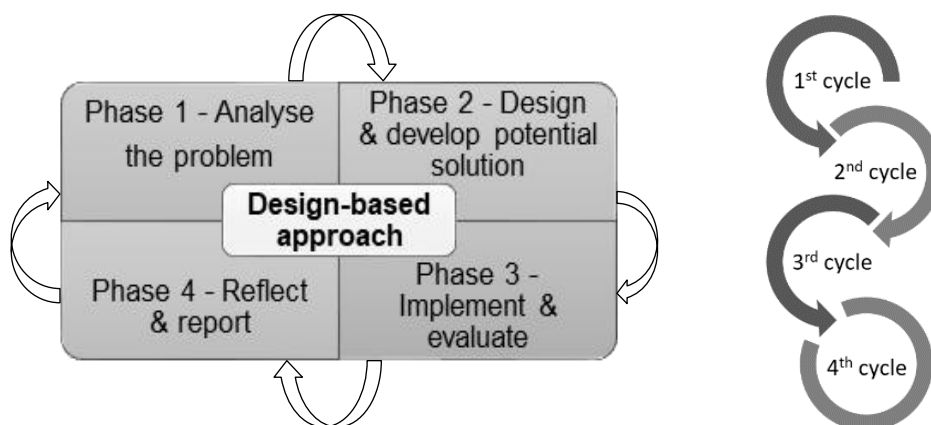 Phase 1 - Analyse
the problem
Phase 2 - Design
& develop potential
solution
Design-based
approach
Phase 4 - Reflect
& report
Phase 3 -
Implement &
evaluate
1st cycle
2nd cycle
3rd cycle
4th cycle